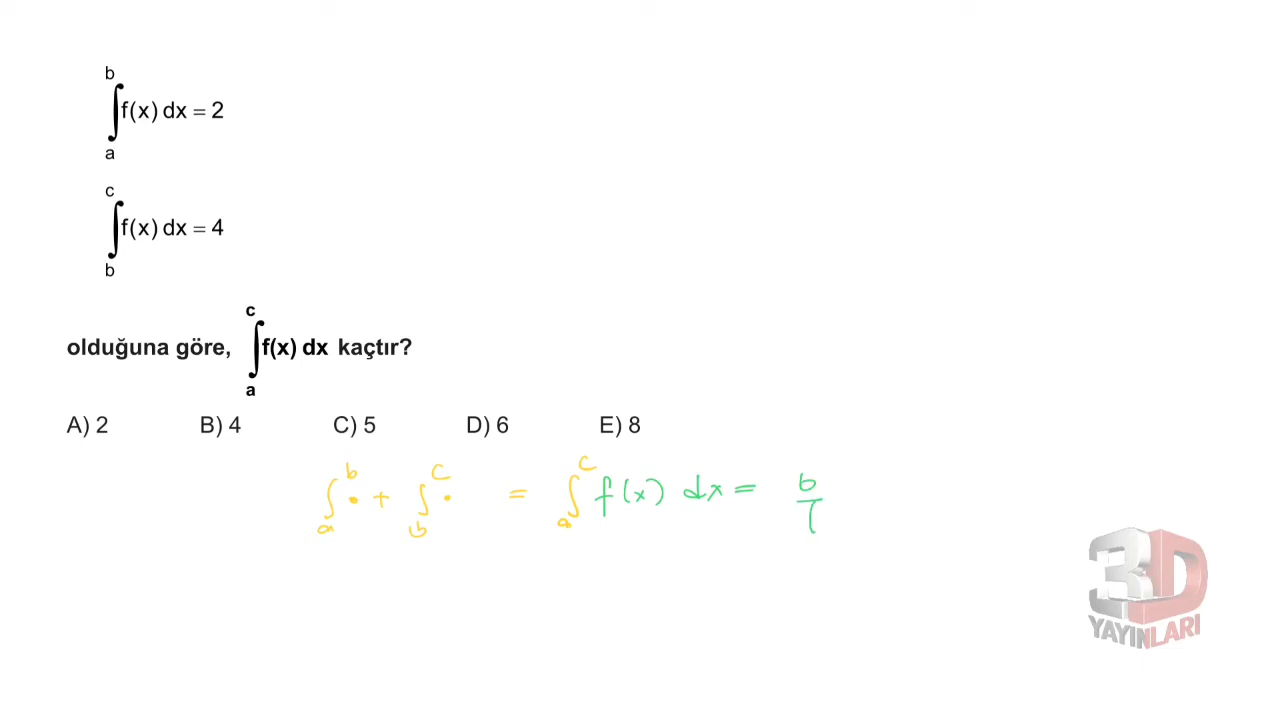 b
∫f(x) dx = 2
a
c
∫f(x) dx = 4
b
c
olduğuna göre, ∫f(x) dx kaçtır?
a
A) 2 B) 4 C) 5 D) 6 E) 8
b c c
∫ • + ∫ • = ∫ f(x) dx = 6
a b a
3D
YAYINLARI